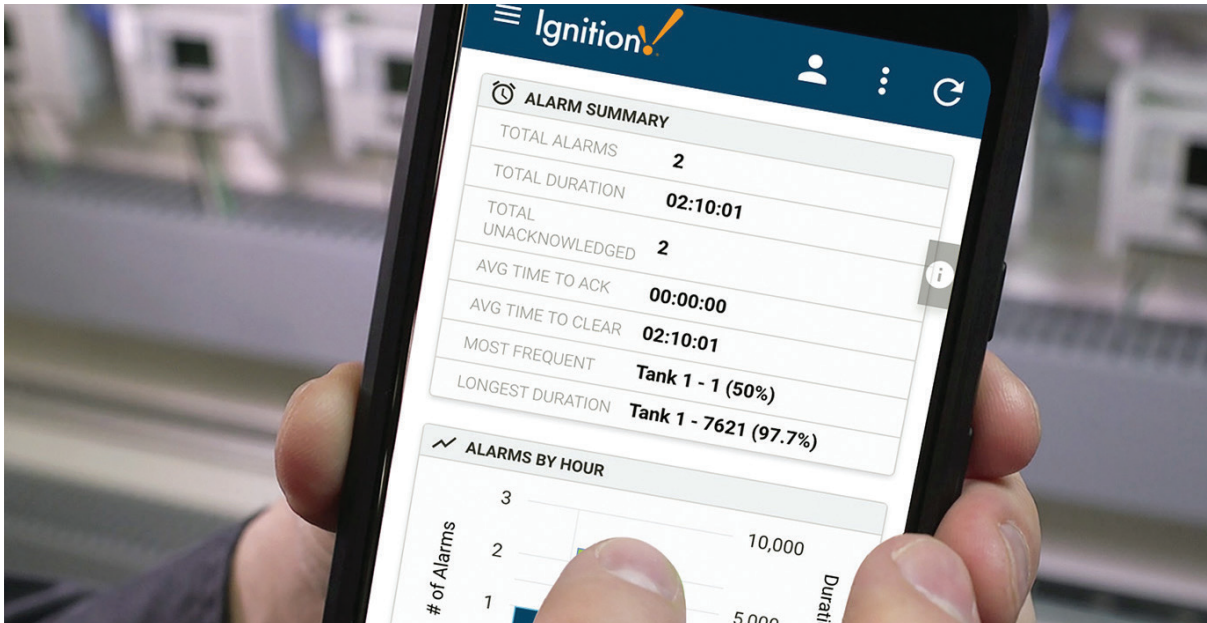 Ignition!
ALARM SUMMARY
TOTAL ALARMS 2
TOTAL DURATION 02:10:01
TOTAL
UNACKNOWLEDGED 2
AVG TIME TO ACK 00:00:00
AVG TIME TO CLEAR 02:10:01
MOST FREQUENT Tank 1 - 1 (50%)
LONGEST DURATION Tank 1 - 7621 (97.7%)
ALARMS BY HOUR
3
10,000
2
1
5,000
# of Alarms